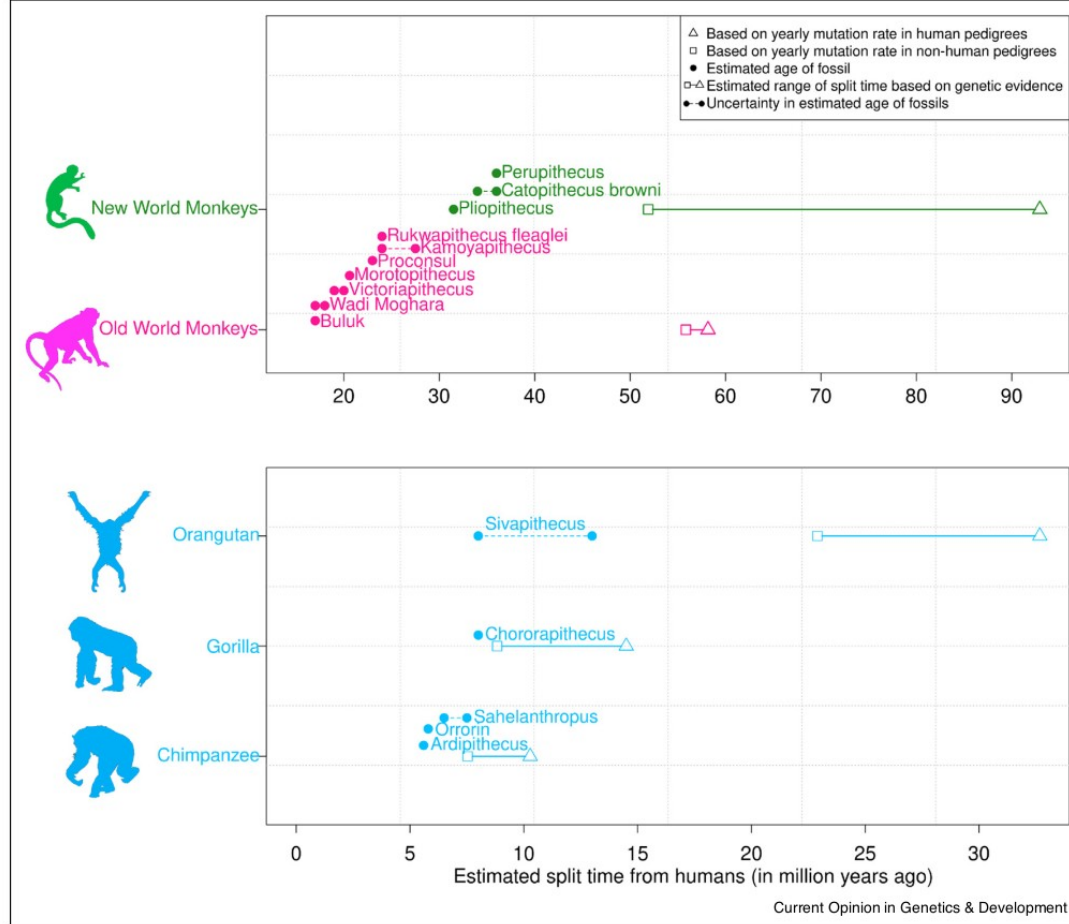 Based on yearly mutation rate in human pedigrees
Based on yearly mutation rate in non-human pedigrees
Estimated age of fossil
Estimated range of split time based on genetic evidence
Uncertainty in estimated age of fossils
Perupithecus
Catopithecus browni
New World Monkeys
Pliopithecus
Rukwapithecus fleaglei
Kamoyapithecus
Proconsul
Morotopithecus
Victoriapithecus
Wadi Moghara
Buluk
Old World Monkeys
20 30 40 50 60 70 80 90
Sivapithecus
Orangutan
Chororapithecus
Gorilla
Sahelanthropus
Orrorin
Ardipithecus
Chimpanzee
0 5 10 15 20 25 30
Estimated split time from humans (in million years ago)
Current Opinion in Genetics & Development